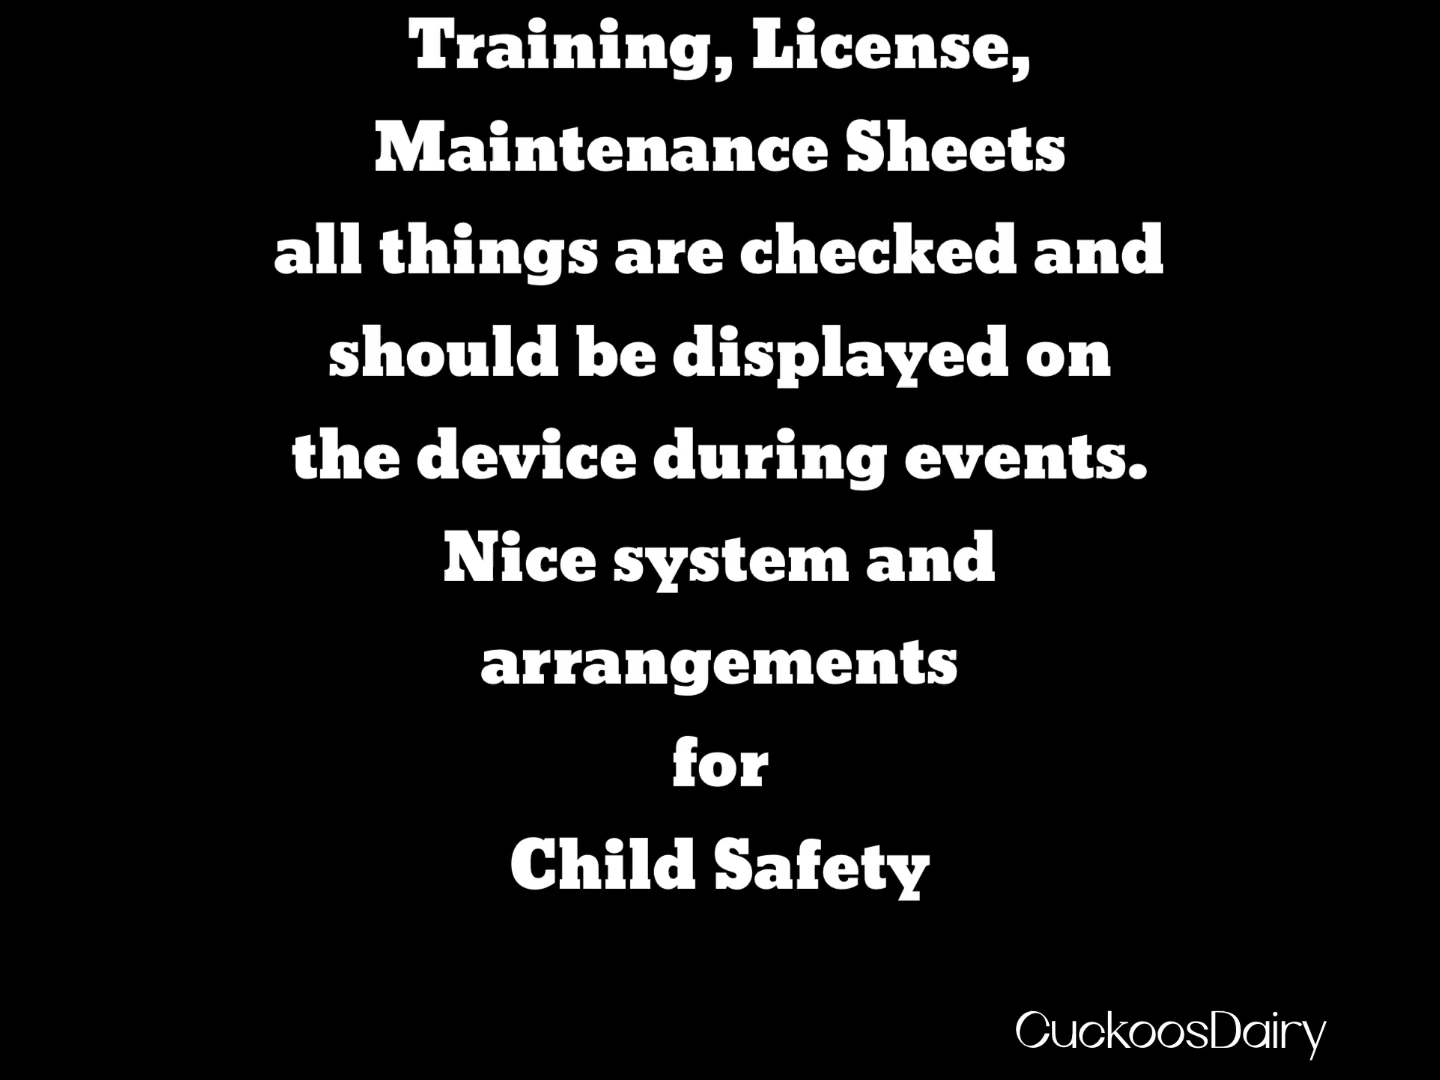 Training, License,
Maintenance Sheets
all things are checked and
should be displayed on
the device during events.
Nice system and
arrangements
for
Child Safety
CuckoosDairy